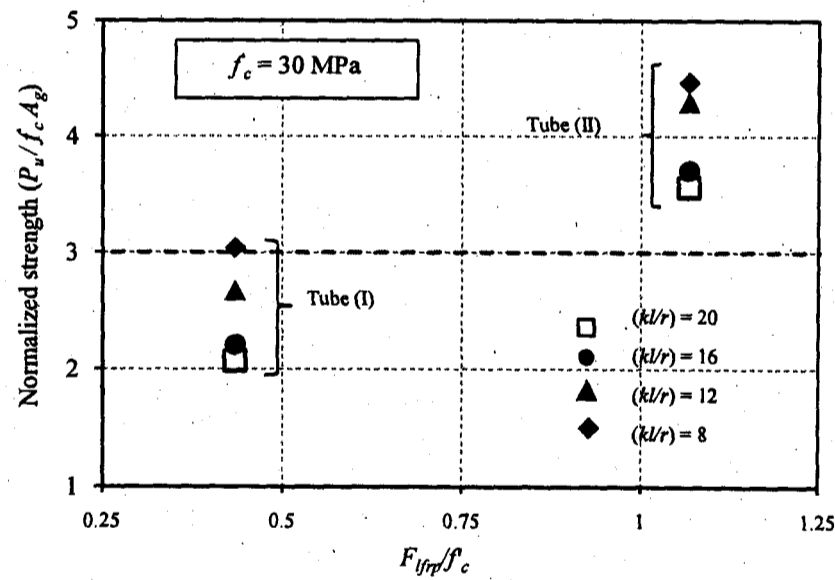 Normalized strength (P_u/f_c A_g)
5
4
3
2
1
f_c = 30 MPa
Tube (II)
Tube (I)
(kl/r) = 20
(kl/r) = 16
(kl/r) = 12
(kl/r) = 8
0.25
0.5
0.75
1
1.25
F_lfrp/f'_c